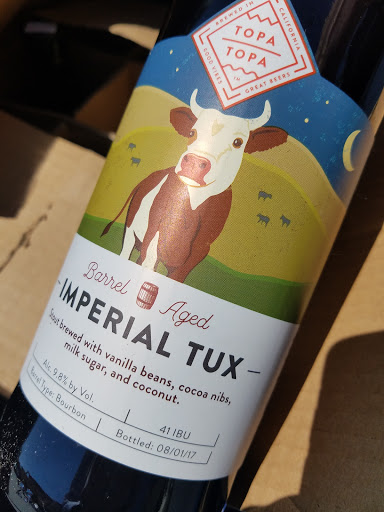 BREWED IN
CALIFORNIA
TOPA
TOPA
GOOD VIBES
GREAT BEERS
Barrel Aged
– IMPERIAL TUX –
Stout brewed with vanilla beans, cocoa nibs,
milk sugar, and coconut.
Alc. 9.8% by Vol.
41 IBU
Barrel Type: Bourbon
Bottled: 08/01/17